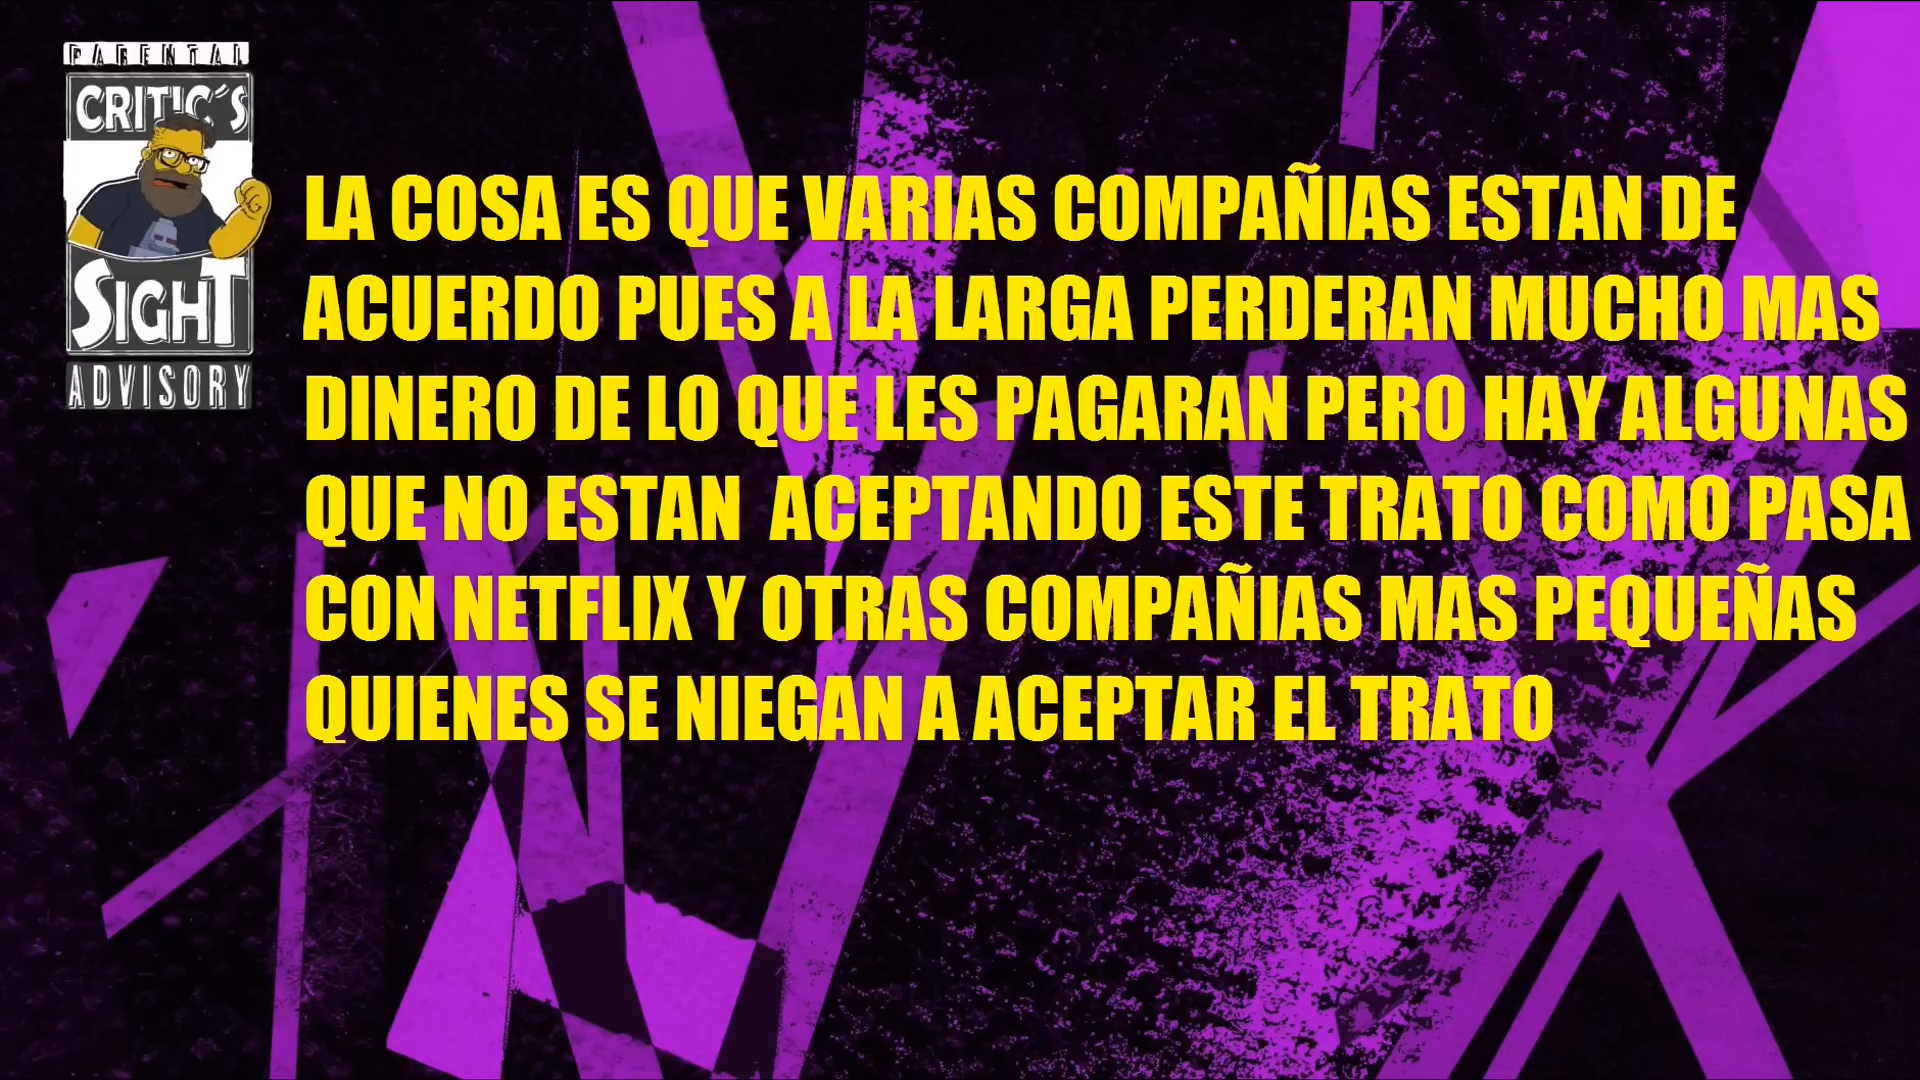 PARENTAL
CRITIC´S
SIGHT
ADVISORY
LA COSA ES QUE VARIAS COMPAÑIAS ESTAN DE
ACUERDO PUES A LA LARGA PERDERAN MUCHO MAS
DINERO DE LO QUE LES PAGARAN PERO HAY ALGUNAS
QUE NO ESTAN ACEPTANDO ESTE TRATO COMO PASA
CON NETFLIX Y OTRAS COMPAÑIAS MAS PEQUEÑAS
QUIENES SE NIEGAN A ACEPTAR EL TRATO